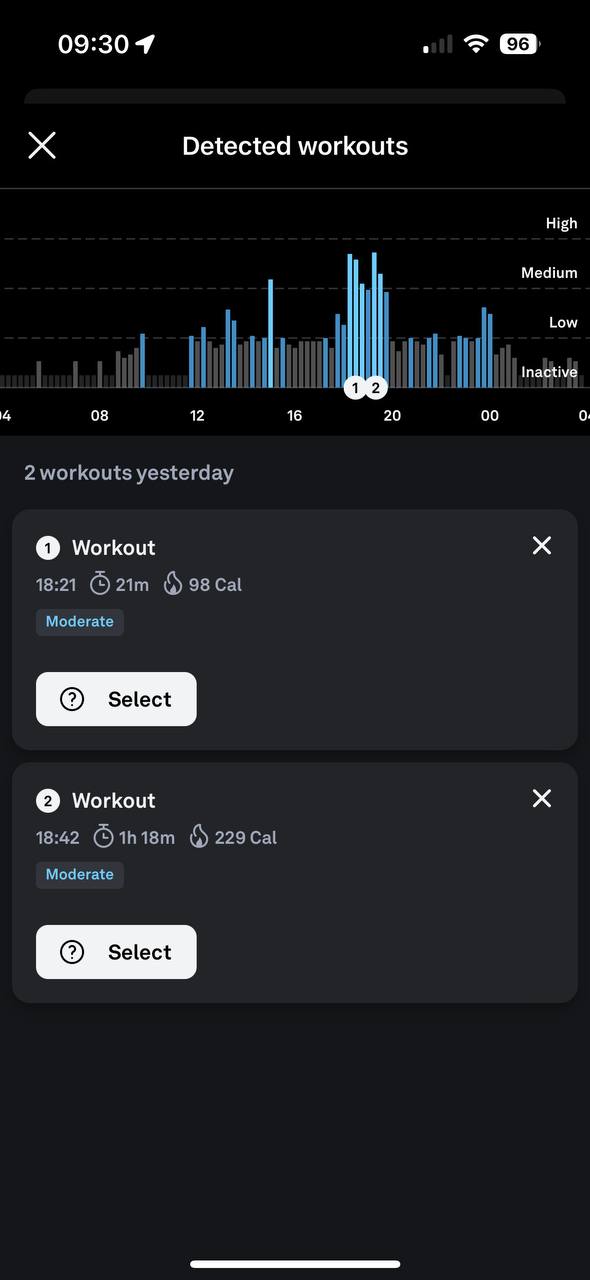 09:30
96
Detected workouts
High
Medium
Low
Inactive
1 2
04 08 12 16 20 00 04
2 workouts yesterday
1 Workout
18:21 21m 98 Cal
Moderate
? Select
2 Workout
18:42 1h 18m 229 Cal
Moderate
? Select